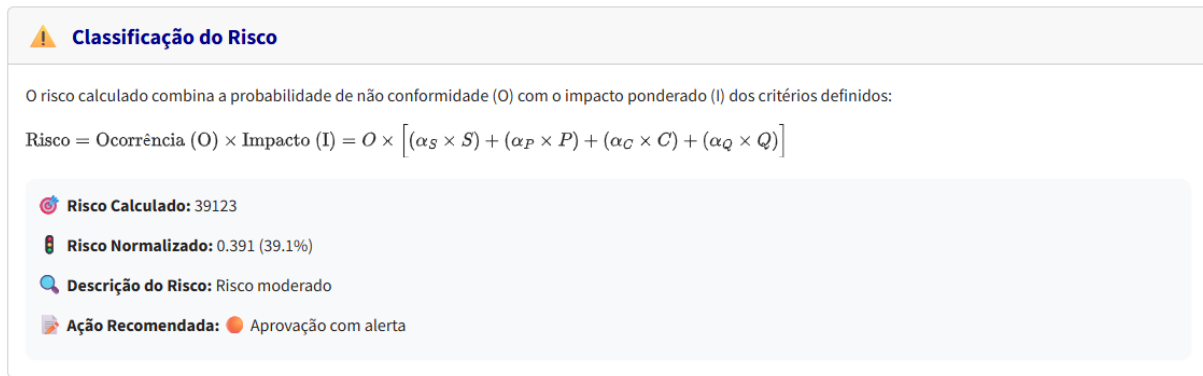 Classificação do Risco
O risco calculado combina a probabilidade de não conformidade (O) com o impacto ponderado (I) dos critérios definidos:
Risco = Ocorrência (O) × Impacto (I) = O × [(α_S × S) + (α_P × P) + (α_C × C) + (α_Q × Q)]
Risco Calculado: 39123
Risco Normalizado: 0.391 (39.1%)
Descrição do Risco: Risco moderado
Ação Recomendada: Aprovação com alerta